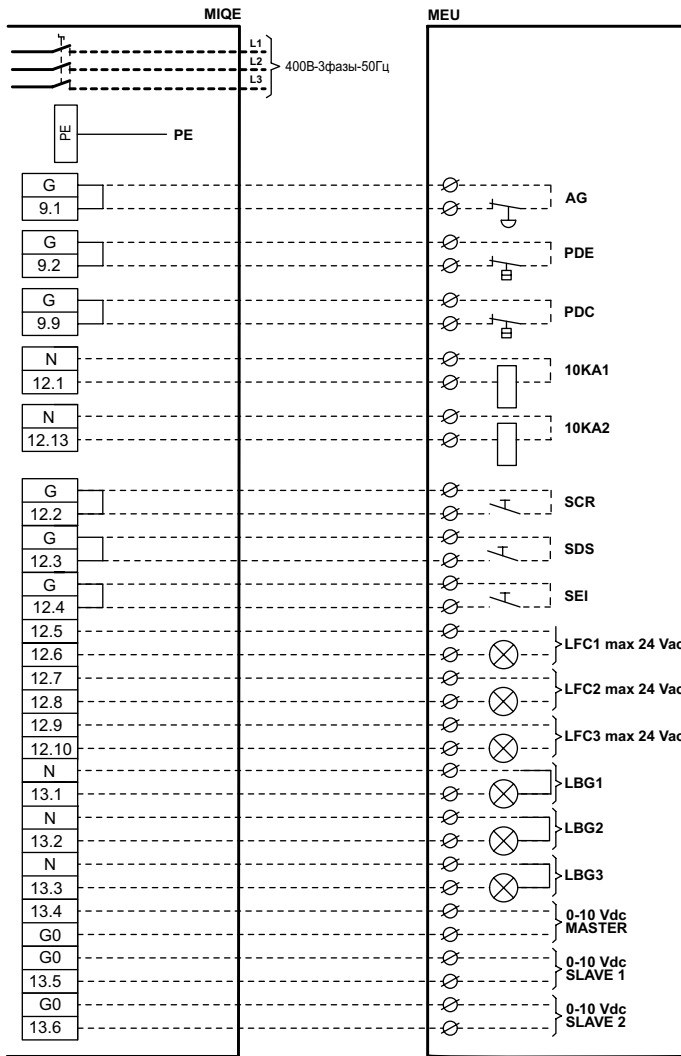 MIQE
MEU
L1
L2
L3
400В-3фазы-50Гц
PE
PE
G
9.1
AG
G
9.2
PDE
G
9.9
PDC
N
12.1
10KA1
N
12.13
10KA2
G
12.2
SCR
G
12.3
SDS
G
12.4
SEI
12.5
12.6
LFC1 max 24 Vac
12.7
12.8
LFC2 max 24 Vac
12.9
12.10
LFC3 max 24 Vac
N
13.1
LBG1
N
13.2
LBG2
N
13.3
LBG3
13.4
G0
0-10 Vdc
MASTER
G0
13.5
0-10 Vdc
SLAVE 1
G0
13.6
0-10 Vdc
SLAVE 2